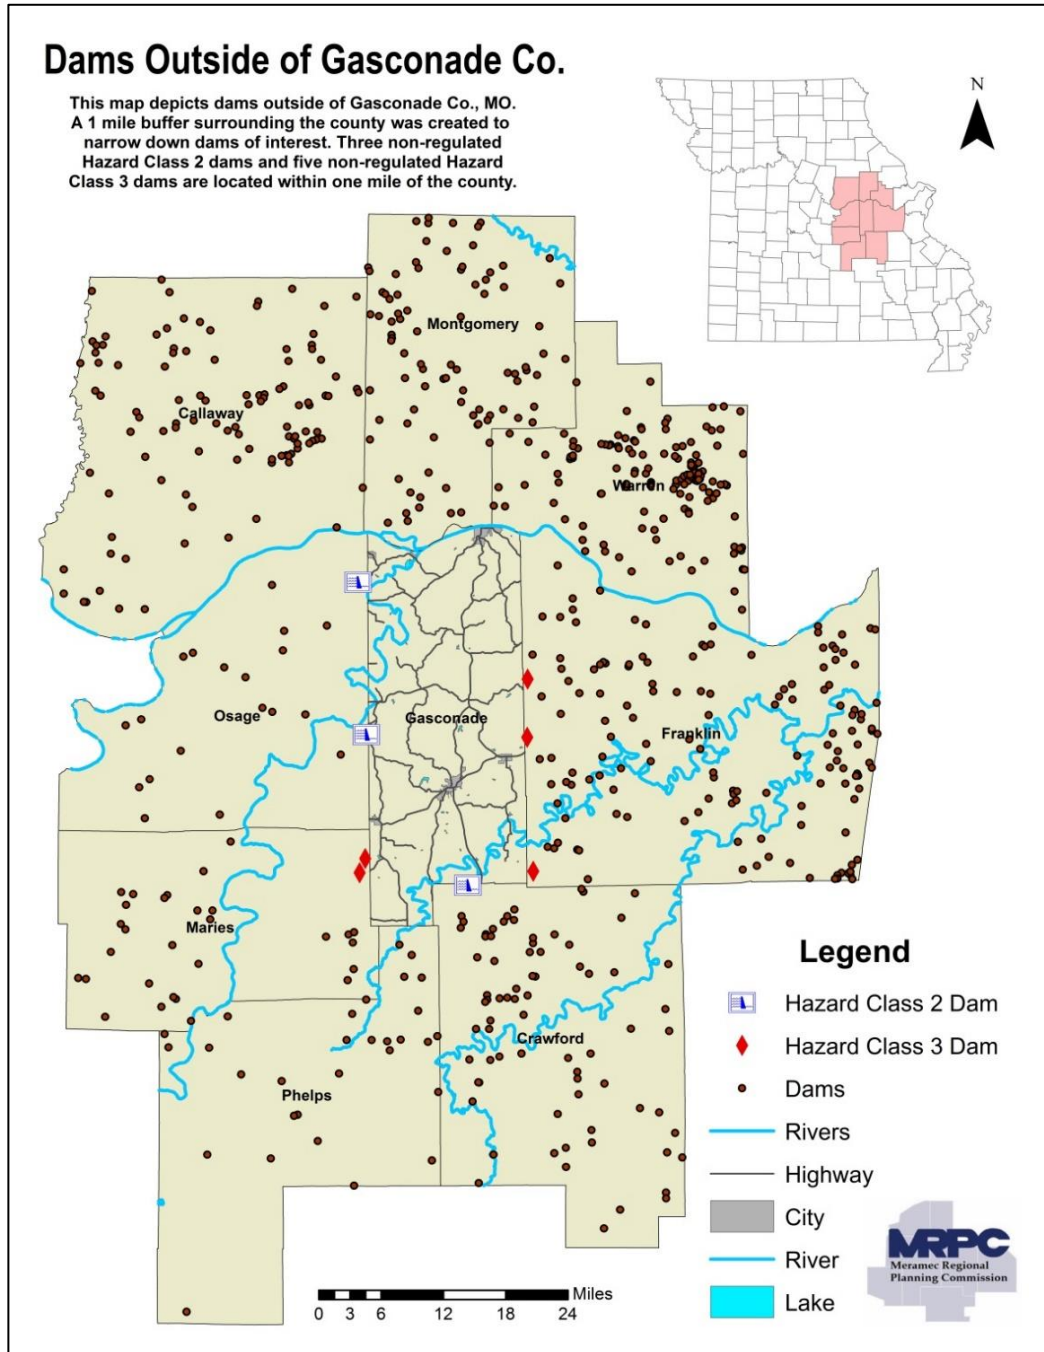 Dams Outside of Gasconade Co.
This map depicts dams outside of Gasconade Co., MO.
A 1 mile buffer surrounding the county was created to
narrow down dams of interest. Three non-regulated
Hazard Class 2 dams and five non-regulated Hazard
Class 3 dams are located within one mile of the county.
N
Montgomery
Callaway
Warren
Osage
Gasconade
Franklin
Maries
Crawford
Phelps
Legend
Hazard Class 2 Dam
Hazard Class 3 Dam
Dams
Rivers
Highway
City
River
Lake
Miles
0 3 6 12 18 24
MRPC
Meramec Regional
Planning Commission